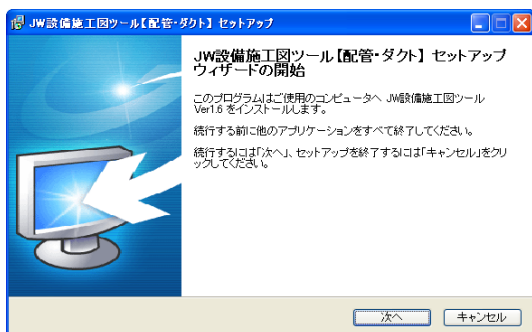 JW設備施工図ツール【配管・ダクト】 セットアップ
JW設備施工図ツール【配管・ダクト】 セットアップ
ウィザードの開始
このプログラムはご使用のコンピュータへ JW設備施工図ツール
Ver1.6 をインストールします。
続行する前に他のアプリケーションをすべて終了してください。
続行するには「次へ」、セットアップを終了するには「キャンセル」をクリ
ックしてください。
次へ キャンセル